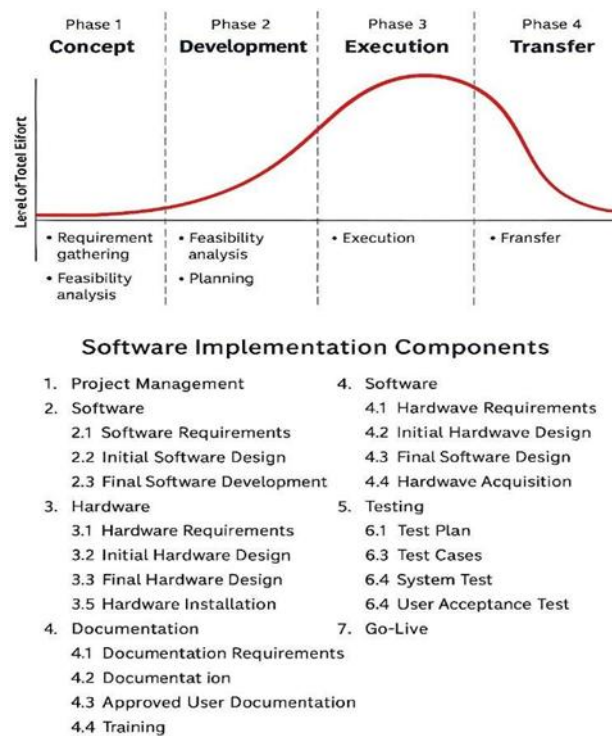 Phase 1
Concept
Phase 2
Development
Phase 3
Execution
Phase 4
Transfer
Level of Totel Eifort
• Requirement
gathering
• Feasibility
analysis
• Feasibility
analysis
• Planning
• Execution
• Fransfer
Software Implementation Components
1. Project Management
2. Software
2.1 Software Requirements
2.2 Initial Software Design
2.3 Final Software Development
3. Hardware
3.1 Hardware Requirements
3.2 Initial Hardware Design
3.3 Final Hardware Design
3.5 Hardware Installation
4. Documentation
4.1 Documentation Requirements
4.2 Documentat ion
4.3 Approved User Documentation
4.4 Training
4. Software
4.1 Hardwave Requirements
4.2 Initial Hardwave Design
4.3 Final Software Design
4.4 Hardwave Acquisition
5. Testing
6.1 Test Plan
6.3 Test Cases
6.4 System Test
6.4 User Acceptance Test
7. Go-Live